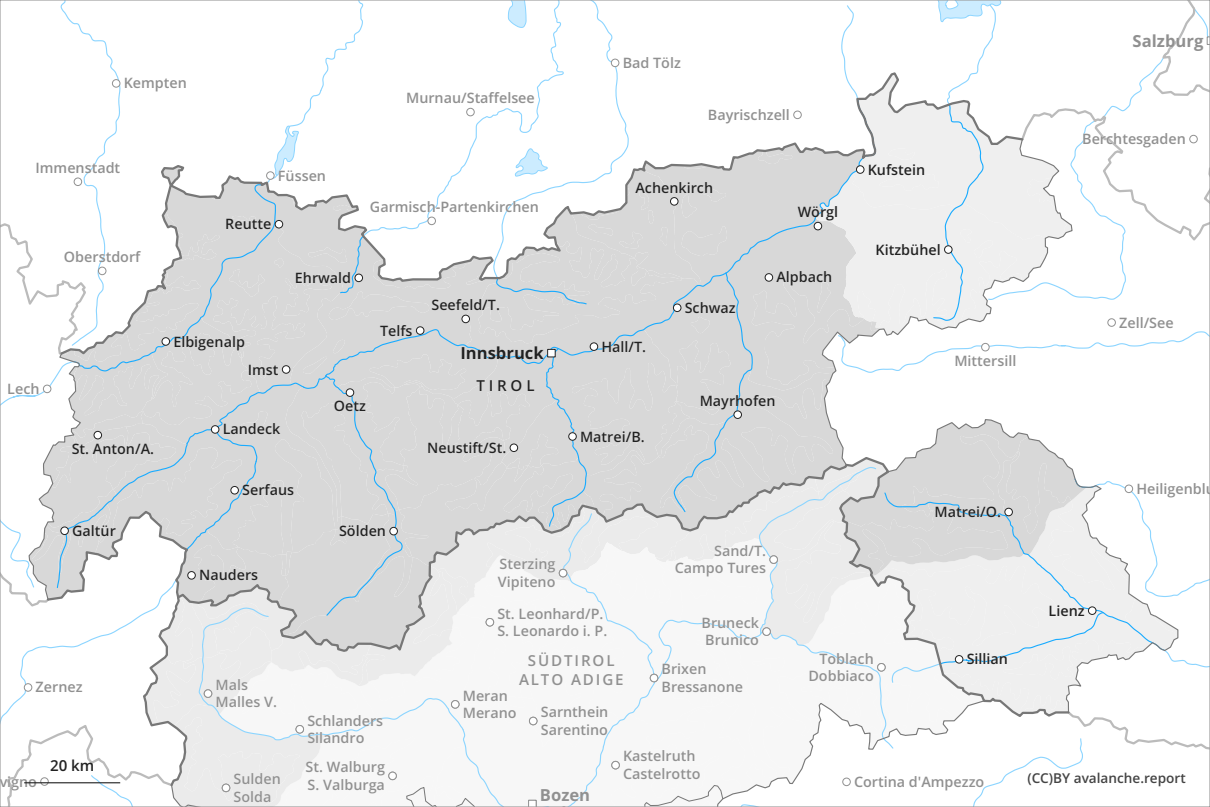 Salzburg
Bad Tölz
Kempten
Murnau/Staffelsee
Bayrischzell
Berchtesgaden
Immenstadt
Füssen
Kufstein
Achenkirch
Garmisch-Partenkirchen
Wörgl
Reutte
Kitzbühel
Oberstdorf
Ehrwald
Alpbach
Seefeld/T.
Schwaz
Telfs
Zell/See
Elbigenalp
Innsbruck
Hall/T.
Mittersill
Imst
TIROL
Lech
Oetz
Mayrhofen
Landeck
Matrei/B.
St. Anton/A.
Neustift/St.
Serfaus
Heiligenblu
Matrei/O.
Galtür
Sölden
Sand/T.
Campo Tures
Sterzing
Vipiteno
Nauders
Lienz
St. Leonhard/P.
S. Leonardo i. P.
Bruneck
Brunico
SÜDTIROL
ALTO ADIGE
Toblach
Dobbiaco
Sillian
Brixen
Bressanone
Zernez
Mals
Malles V.
Meran
Merano
Sarnthein
Sarentino
Schlanders
Silandro
Kastelruth
Castelrotto
20 km
St. Walburg
S. Valburga
vigno
Sulden
Solda
Cortina d'Ampezzo
(CC)BY avalanche.report
Bozen